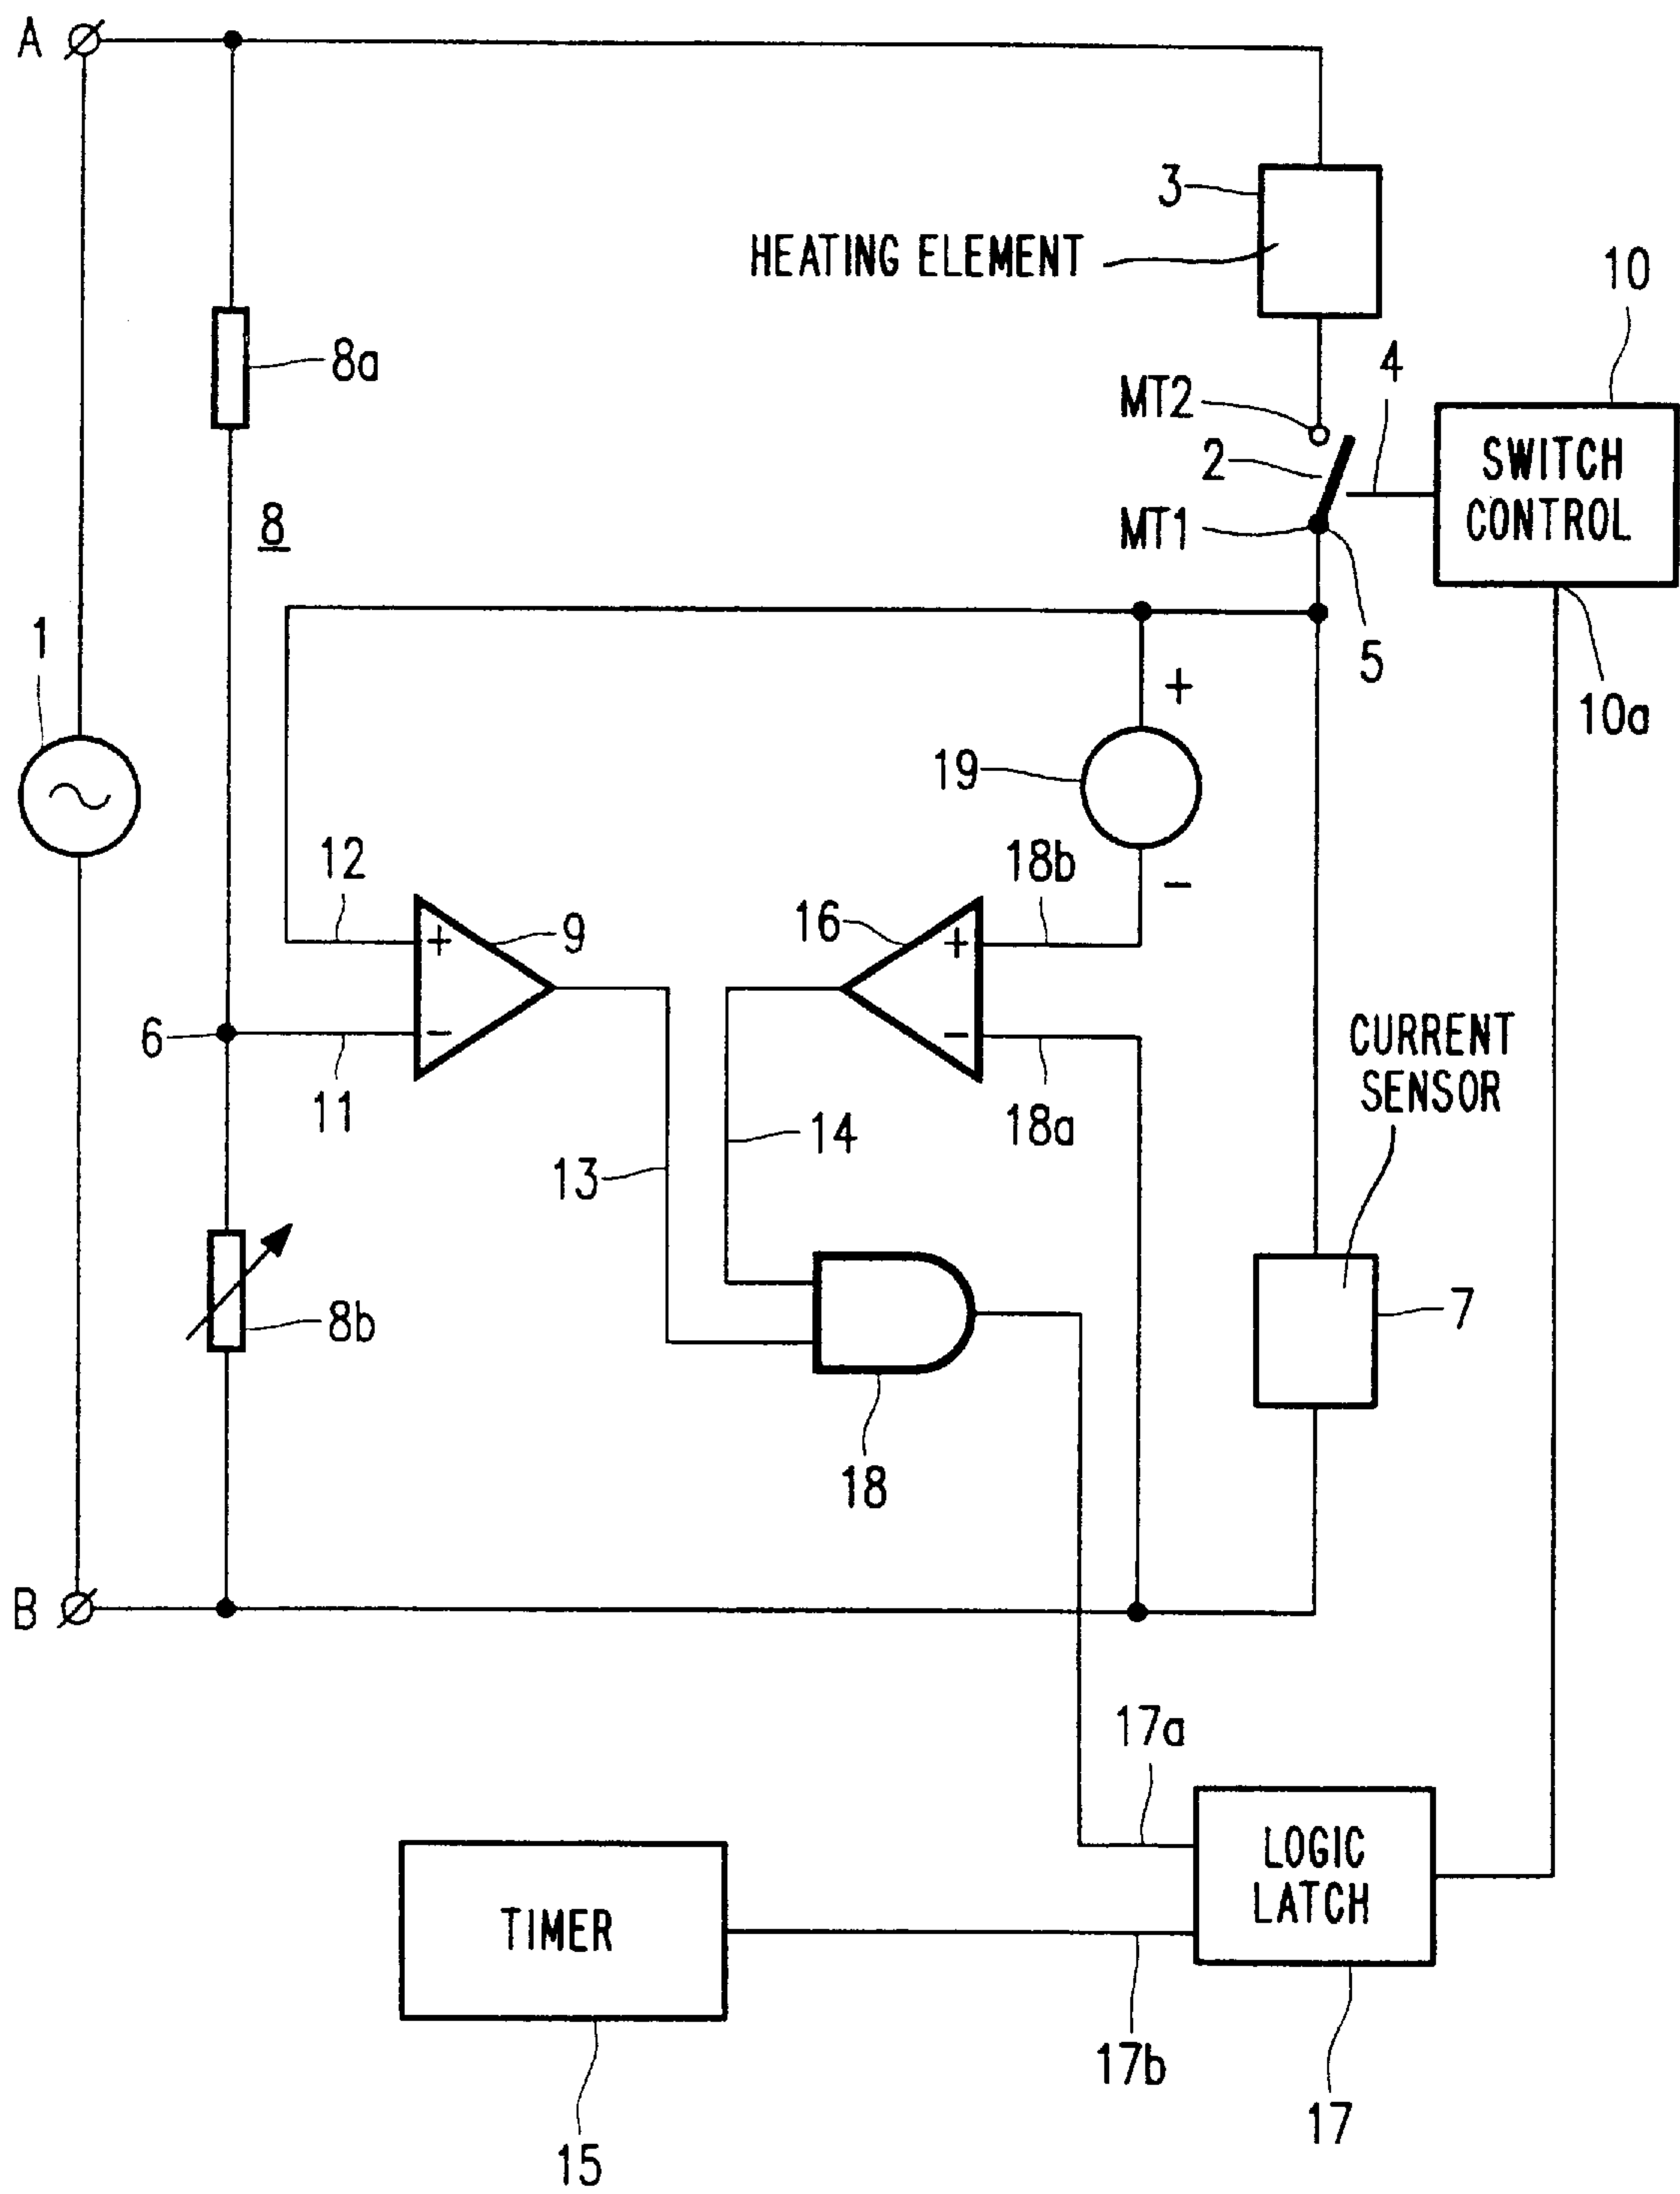 A
3
HEATING ELEMENT
10
8a
MT2
4
2
SWITCH
CONTROL
8
MT1
1
5
+
10a
19
12
18b
−
16
9
+
+
6
−
−
CURRENT
SENSOR
11
18a
14
13
8b
7
18
B
17a
LOGIC
LATCH
TIMER
17b
17
15